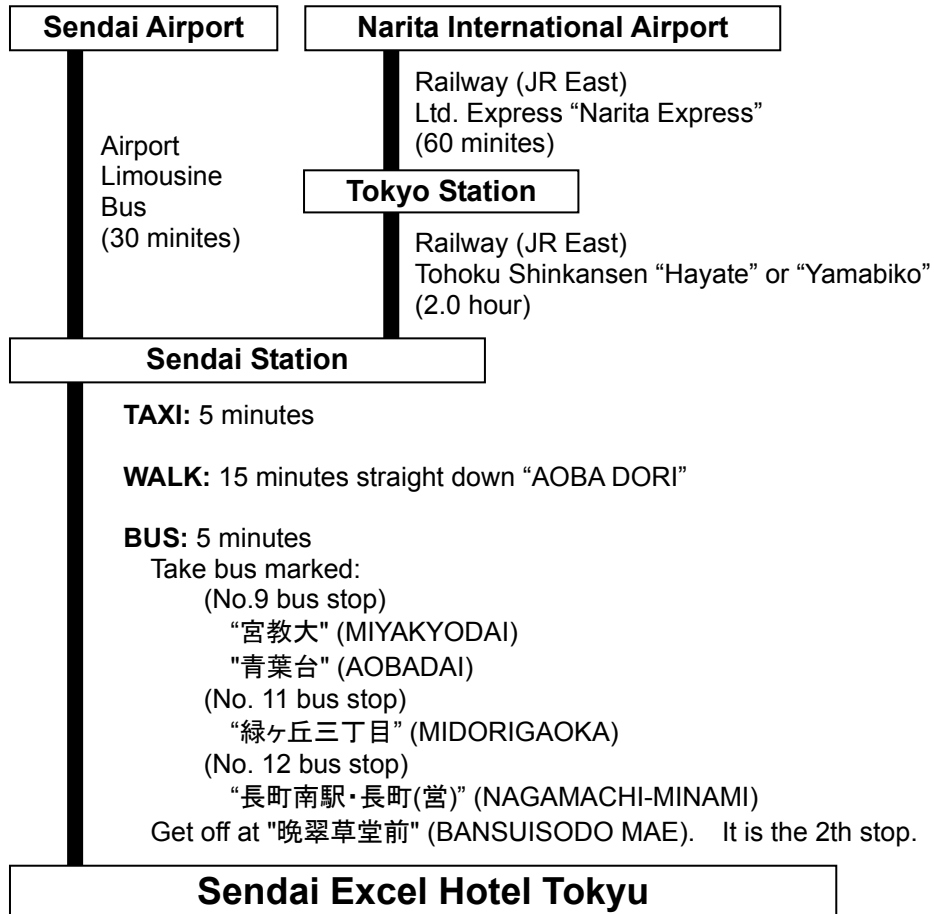 Sendai Airport
Narita International Airport
Railway (JR East)
Ltd. Express “Narita Express”
(60 minites)
Airport
Limousine
Bus
(30 minites)
Tokyo Station
Railway (JR East)
Tohoku Shinkansen “Hayate” or “Yamabiko”
(2.0 hour)
Sendai Station
TAXI: 5 minutes
WALK: 15 minutes straight down “AOBA DORI”
BUS: 5 minutes
Take bus marked:
(No.9 bus stop)
“宮教大" (MIYAKYODAI)
"青葉台" (AOBADAI)
(No. 11 bus stop)
“緑ヶ丘三丁目” (MIDORIGAOKA)
(No. 12 bus stop)
“長町南駅・長町(営)” (NAGAMACHI-MINAMI)
Get off at "晩翠草堂前" (BANSUISODO MAE). It is the 2th stop.
Sendai Excel Hotel Tokyu